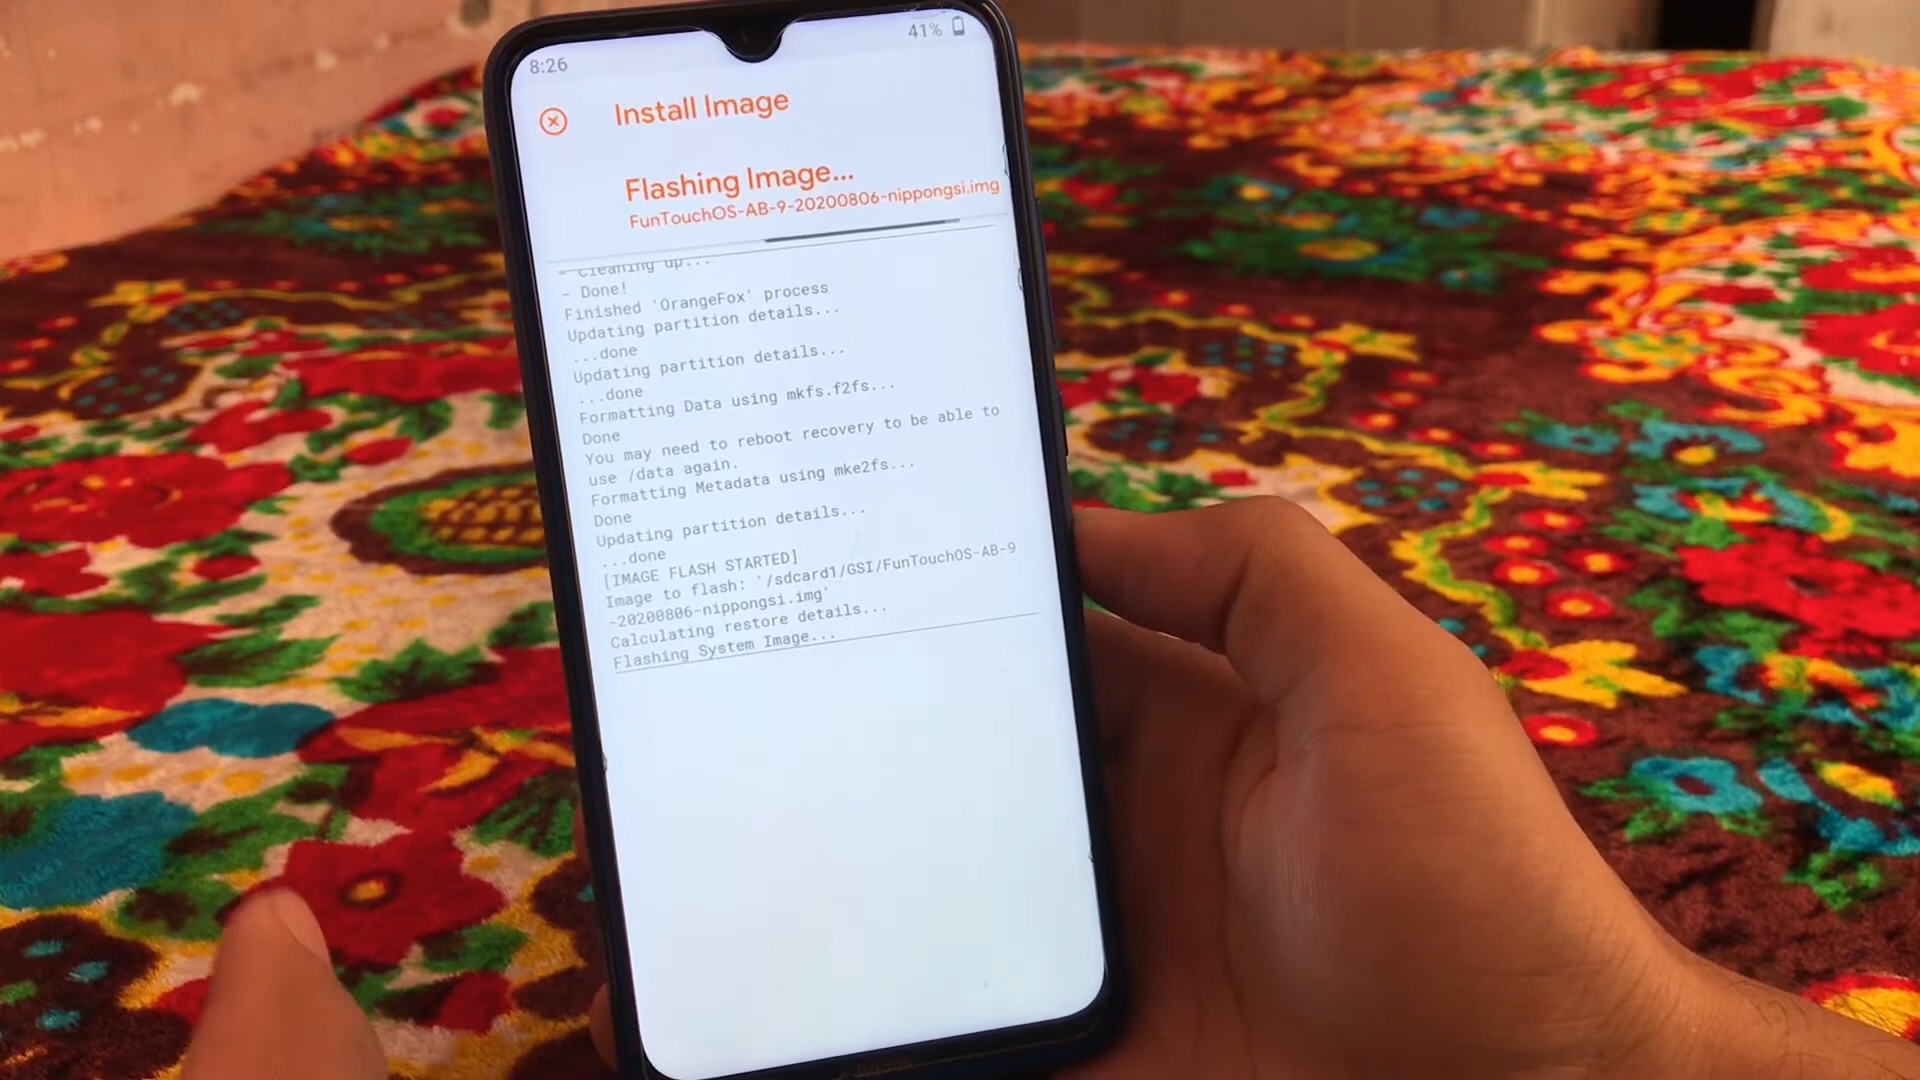 8:26
41%
Install Image
Flashing Image...
FunTouchOS-AB-9-20200806-nippongsi.img
- Cleaning up...
- Done!
Finished 'OrangeFox' process
Updating partition details...
...done
Updating partition details...
...done
Formatting Data using mkfs.f2fs...
Done
You may need to reboot recovery to be able to
use /data again.
Formatting Metadata using mke2fs...
Done
Updating partition details...
...done
[IMAGE FLASH STARTED]
Image to flash: '/sdcard1/GSI/FunTouchOS-AB-9
-20200806-nippongsi.img'
Calculating restore details...
Flashing System Image...